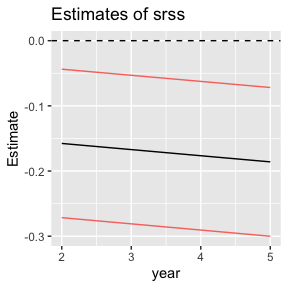 Estimates of srss
0.0
-0.1
-0.2
-0.3
Estimate
2
3
4
5
year